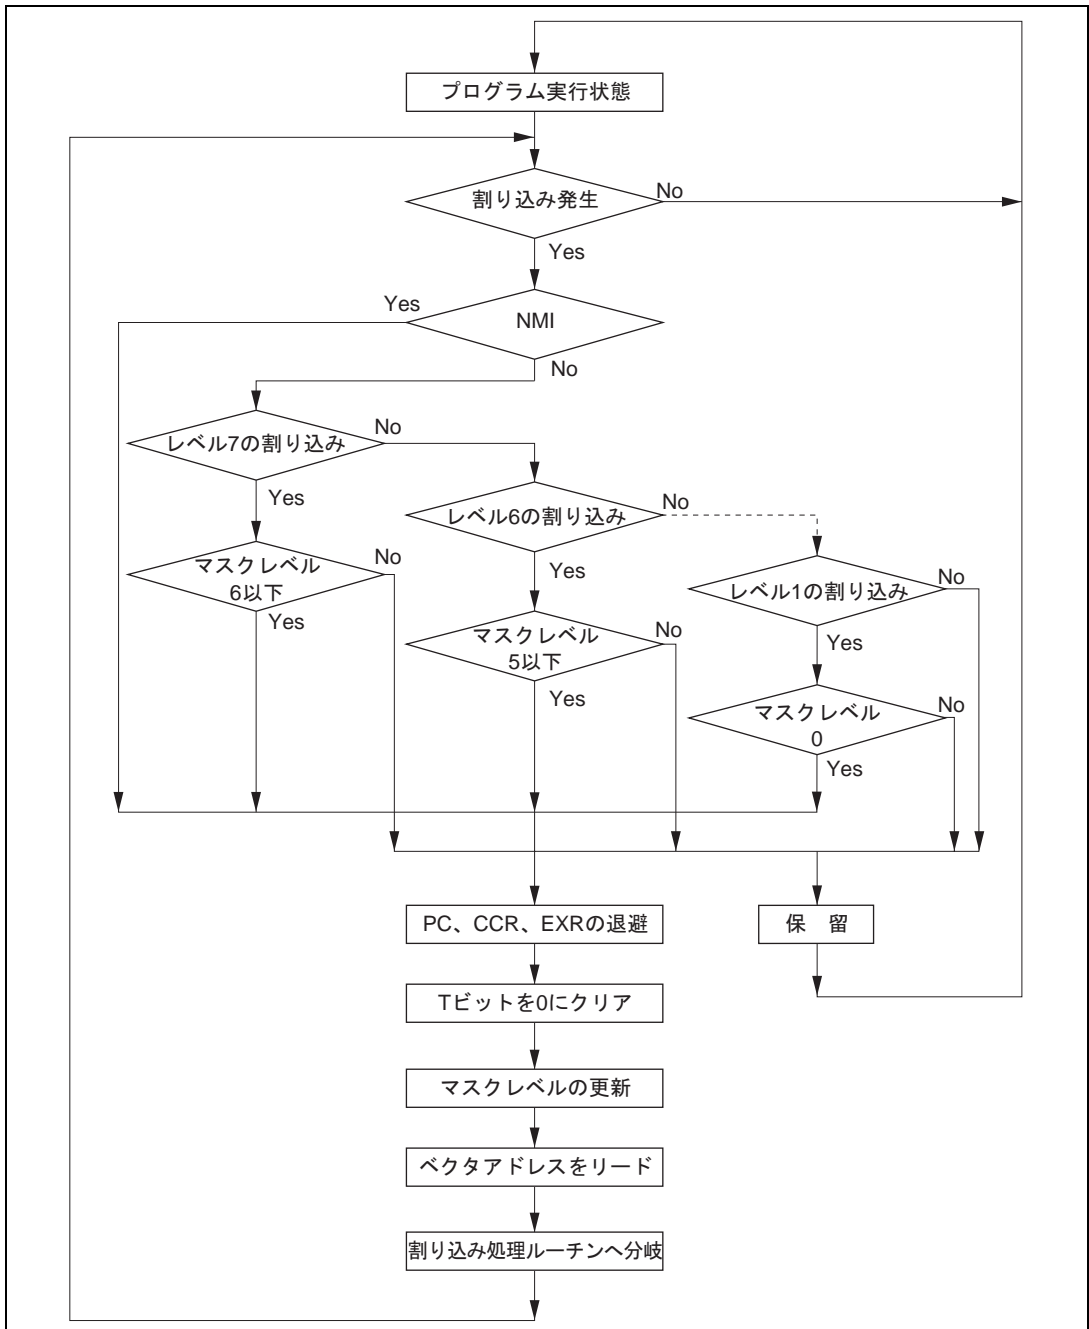 プログラム実行状態
割り込み発生
No
Yes
Yes
NMI
No
レベル7の割り込み
No
Yes
レベル6の割り込み
No
Yes
マスクレベル
6以下
No
Yes
レベル1の割り込み
No
Yes
マスクレベル
5以下
No
Yes
マスクレベル
0
No
Yes
PC、CCR、EXRの退避
保 留
Tビットを0にクリア
マスクレベルの更新
ベクタアドレスをリード
割り込み処理ルーチンへ分岐